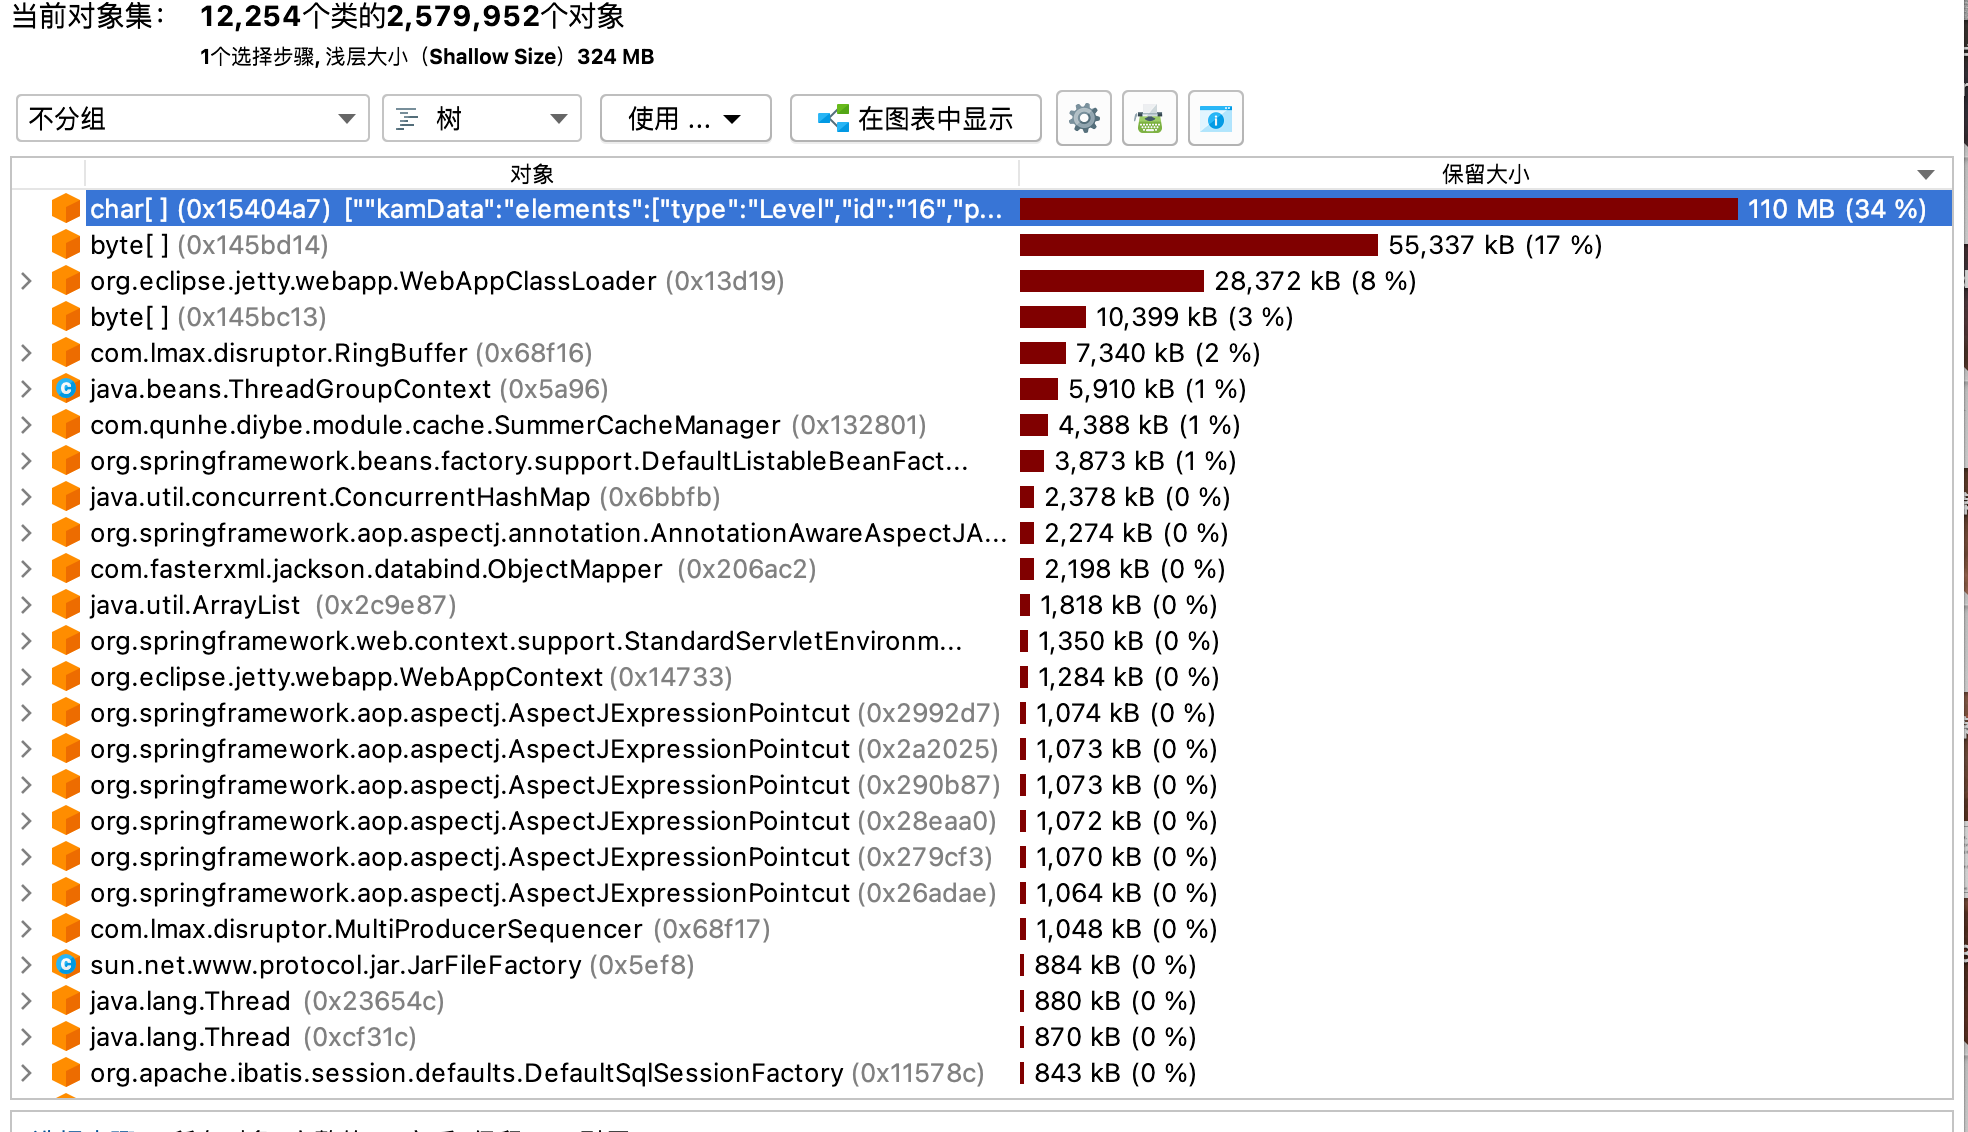 当前对象集： 12,254个类的2,579,952个对象
1个选择步骤, 浅层大小（Shallow Size）324 MB
不分组 树 使用 ... 在图表中显示
对象 保留大小
char[ ] (0x15404a7) [""kamData":"elements":["type":"Level","id":"16","p... 110 MB (34 %)
byte[ ] (0x145bd14) 55,337 kB (17 %)
org.eclipse.jetty.webapp.WebAppClassLoader (0x13d19) 28,372 kB (8 %)
byte[ ] (0x145bc13) 10,399 kB (3 %)
com.lmax.disruptor.RingBuffer (0x68f16) 7,340 kB (2 %)
java.beans.ThreadGroupContext (0x5a96) 5,910 kB (1 %)
com.qunhe.diybe.module.cache.SummerCacheManager (0x132801) 4,388 kB (1 %)
org.springframework.beans.factory.support.DefaultListableBeanFact... 3,873 kB (1 %)
java.util.concurrent.ConcurrentHashMap (0x6bbfb) 2,378 kB (0 %)
org.springframework.aop.aspectj.annotation.AnnotationAwareAspectJA... 2,274 kB (0 %)
com.fasterxml.jackson.databind.ObjectMapper (0x206ac2) 2,198 kB (0 %)
java.util.ArrayList (0x2c9e87) 1,818 kB (0 %)
org.springframework.web.context.support.StandardServletEnvironm... 1,350 kB (0 %)
org.eclipse.jetty.webapp.WebAppContext (0x14733) 1,284 kB (0 %)
org.springframework.aop.aspectj.AspectJExpressionPointcut (0x2992d7) 1,074 kB (0 %)
org.springframework.aop.aspectj.AspectJExpressionPointcut (0x2a2025) 1,073 kB (0 %)
org.springframework.aop.aspectj.AspectJExpressionPointcut (0x290b87) 1,073 kB (0 %)
org.springframework.aop.aspectj.AspectJExpressionPointcut (0x28eaa0) 1,072 kB (0 %)
org.springframework.aop.aspectj.AspectJExpressionPointcut (0x279cf3) 1,070 kB (0 %)
org.springframework.aop.aspectj.AspectJExpressionPointcut (0x26adae) 1,064 kB (0 %)
com.lmax.disruptor.MultiProducerSequencer (0x68f17) 1,048 kB (0 %)
sun.net.www.protocol.jar.JarFileFactory (0x5ef8) 884 kB (0 %)
java.lang.Thread (0x23654c) 880 kB (0 %)
java.lang.Thread (0xcf31c) 870 kB (0 %)
org.apache.ibatis.session.defaults.DefaultSqlSessionFactory (0x11578c) 843 kB (0 %)